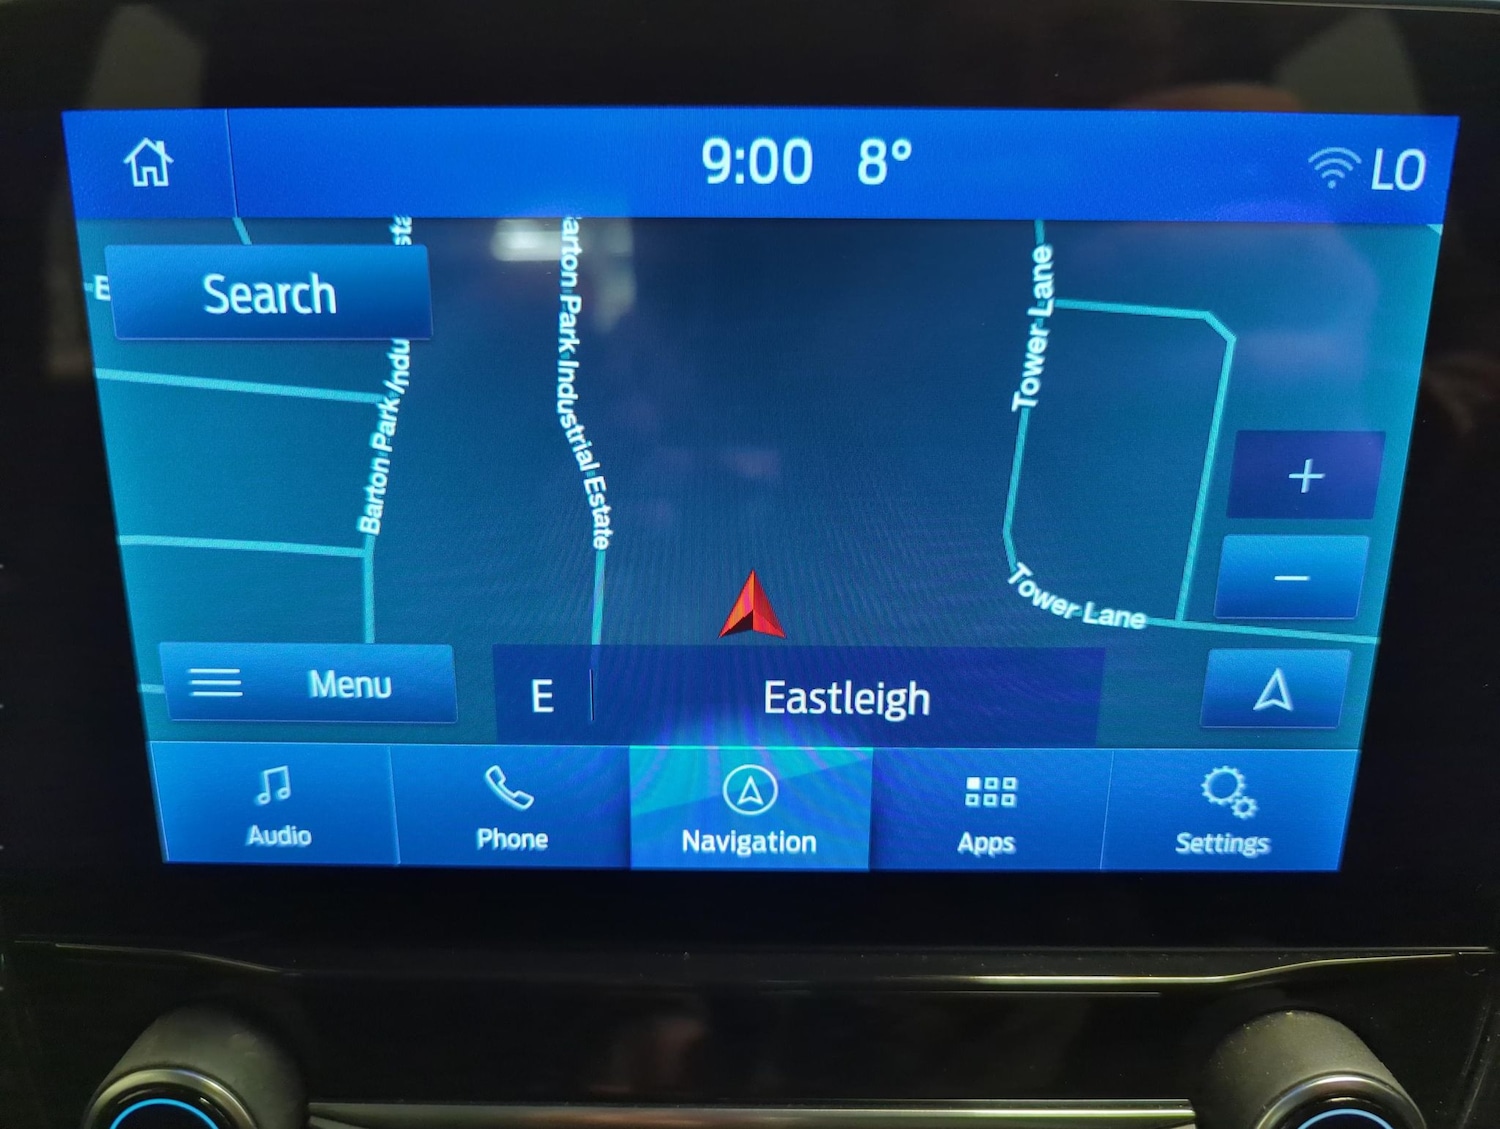 9:00 8° LO
Search
E
Barton Park Indu
sta
arton Park Industrial Estate
Tower Lane
Tower Lane
+
−
Menu
E
Eastleigh
Audio
Phone
Navigation
Apps
Settings